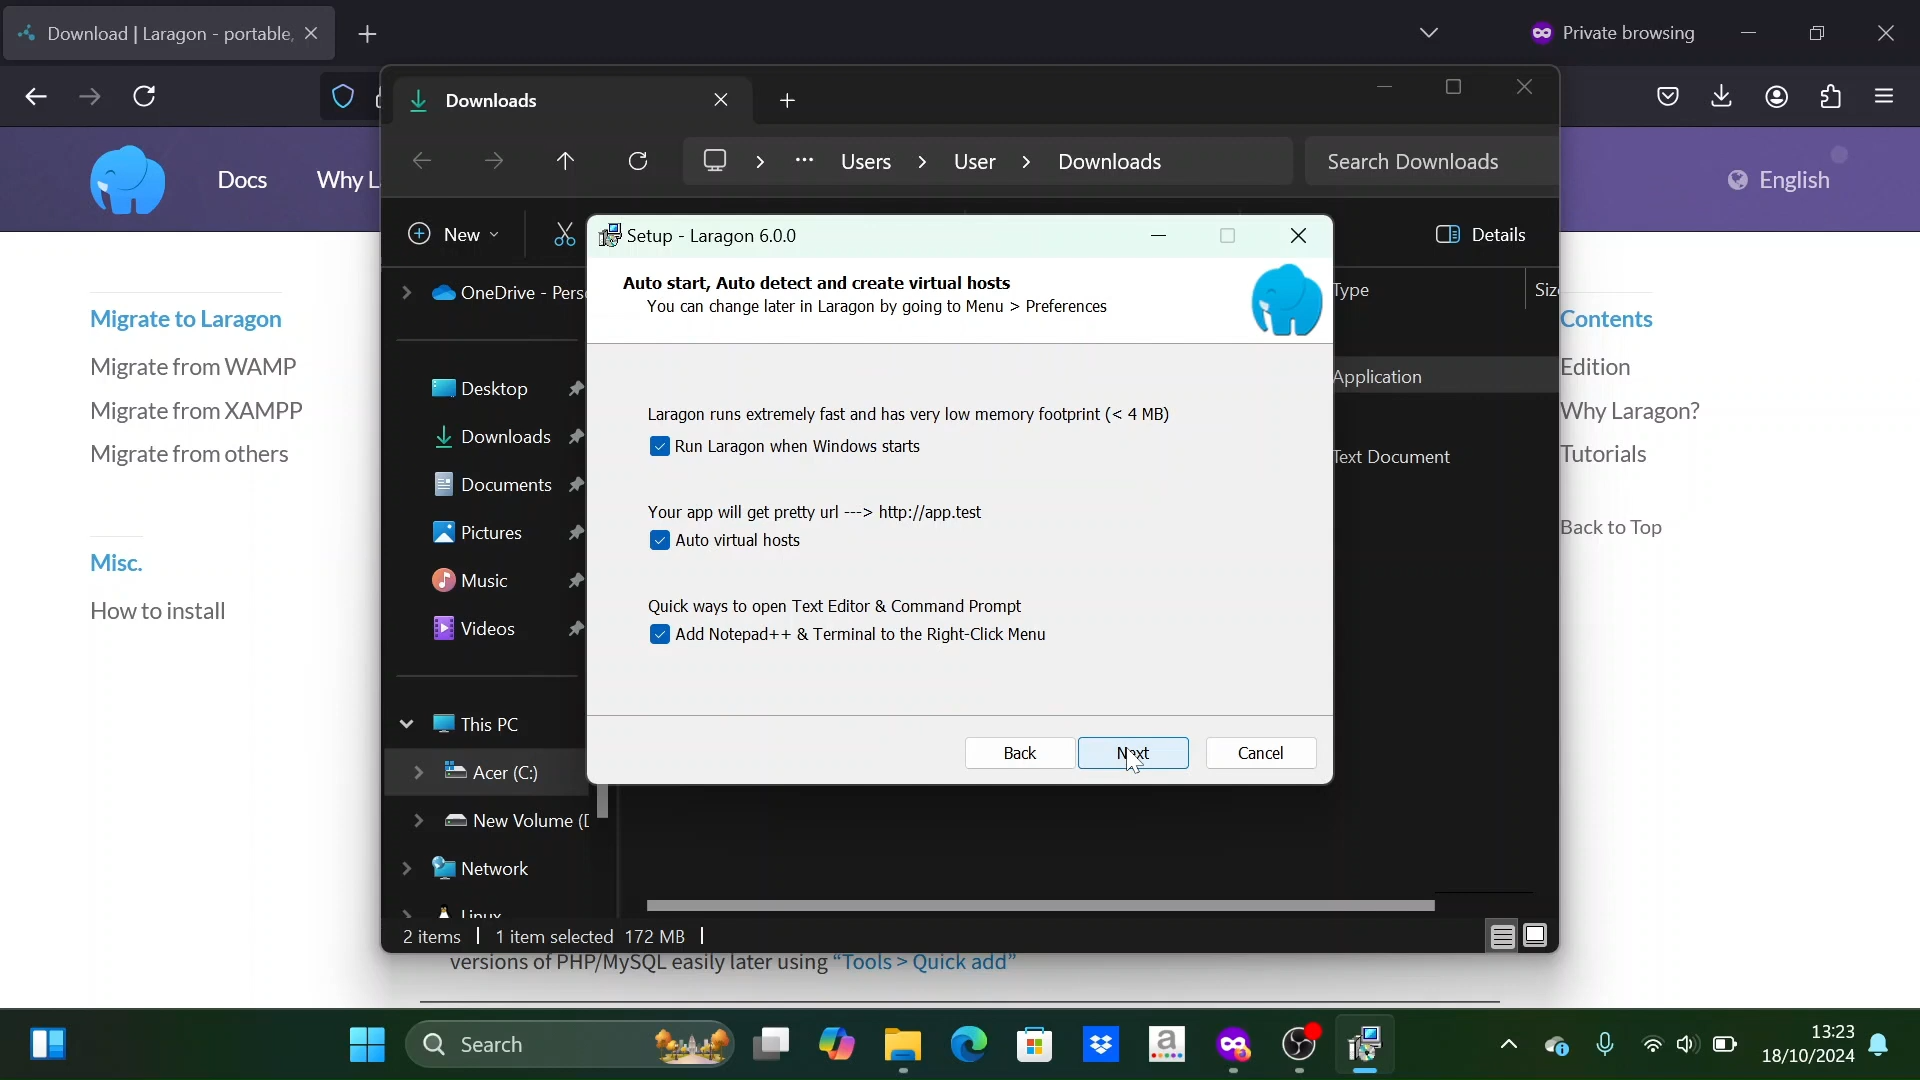 Download | Laragon - portable,
Private browsing
Downloads
Users
User
Downloads
Search Downloads
Docs
Why L
English
New
Details
Setup - Laragon 6.0.0
Auto start, Auto detect and create virtual hosts
You can change later in Laragon by going to Menu > Preferences
OneDrive - Pers
Type
Siz
Migrate to Laragon
Migrate from WAMP
Migrate from XAMPP
Migrate from others
Misc.
How to install
Desktop
Downloads
Documents
Pictures
Music
Videos
This PC
Acer (C:)
New Volume (D
Network
Linux
Laragon runs extremely fast and has very low memory footprint (< 4 MB)
Run Laragon when Windows starts
Your app will get pretty url ---> http://app.test
Auto virtual hosts
Quick ways to open Text Editor & Command Prompt
Add Notepad++ & Terminal to the Right-Click Menu
Back
Next
Cancel
Application
Text Document
Contents
Edition
Why Laragon?
Tutorials
Back to Top
2 items
1 item selected 172 MB
versions of PHP/MySQL easily later using “Tools > Quick add”
Search
13:23
18/10/2024